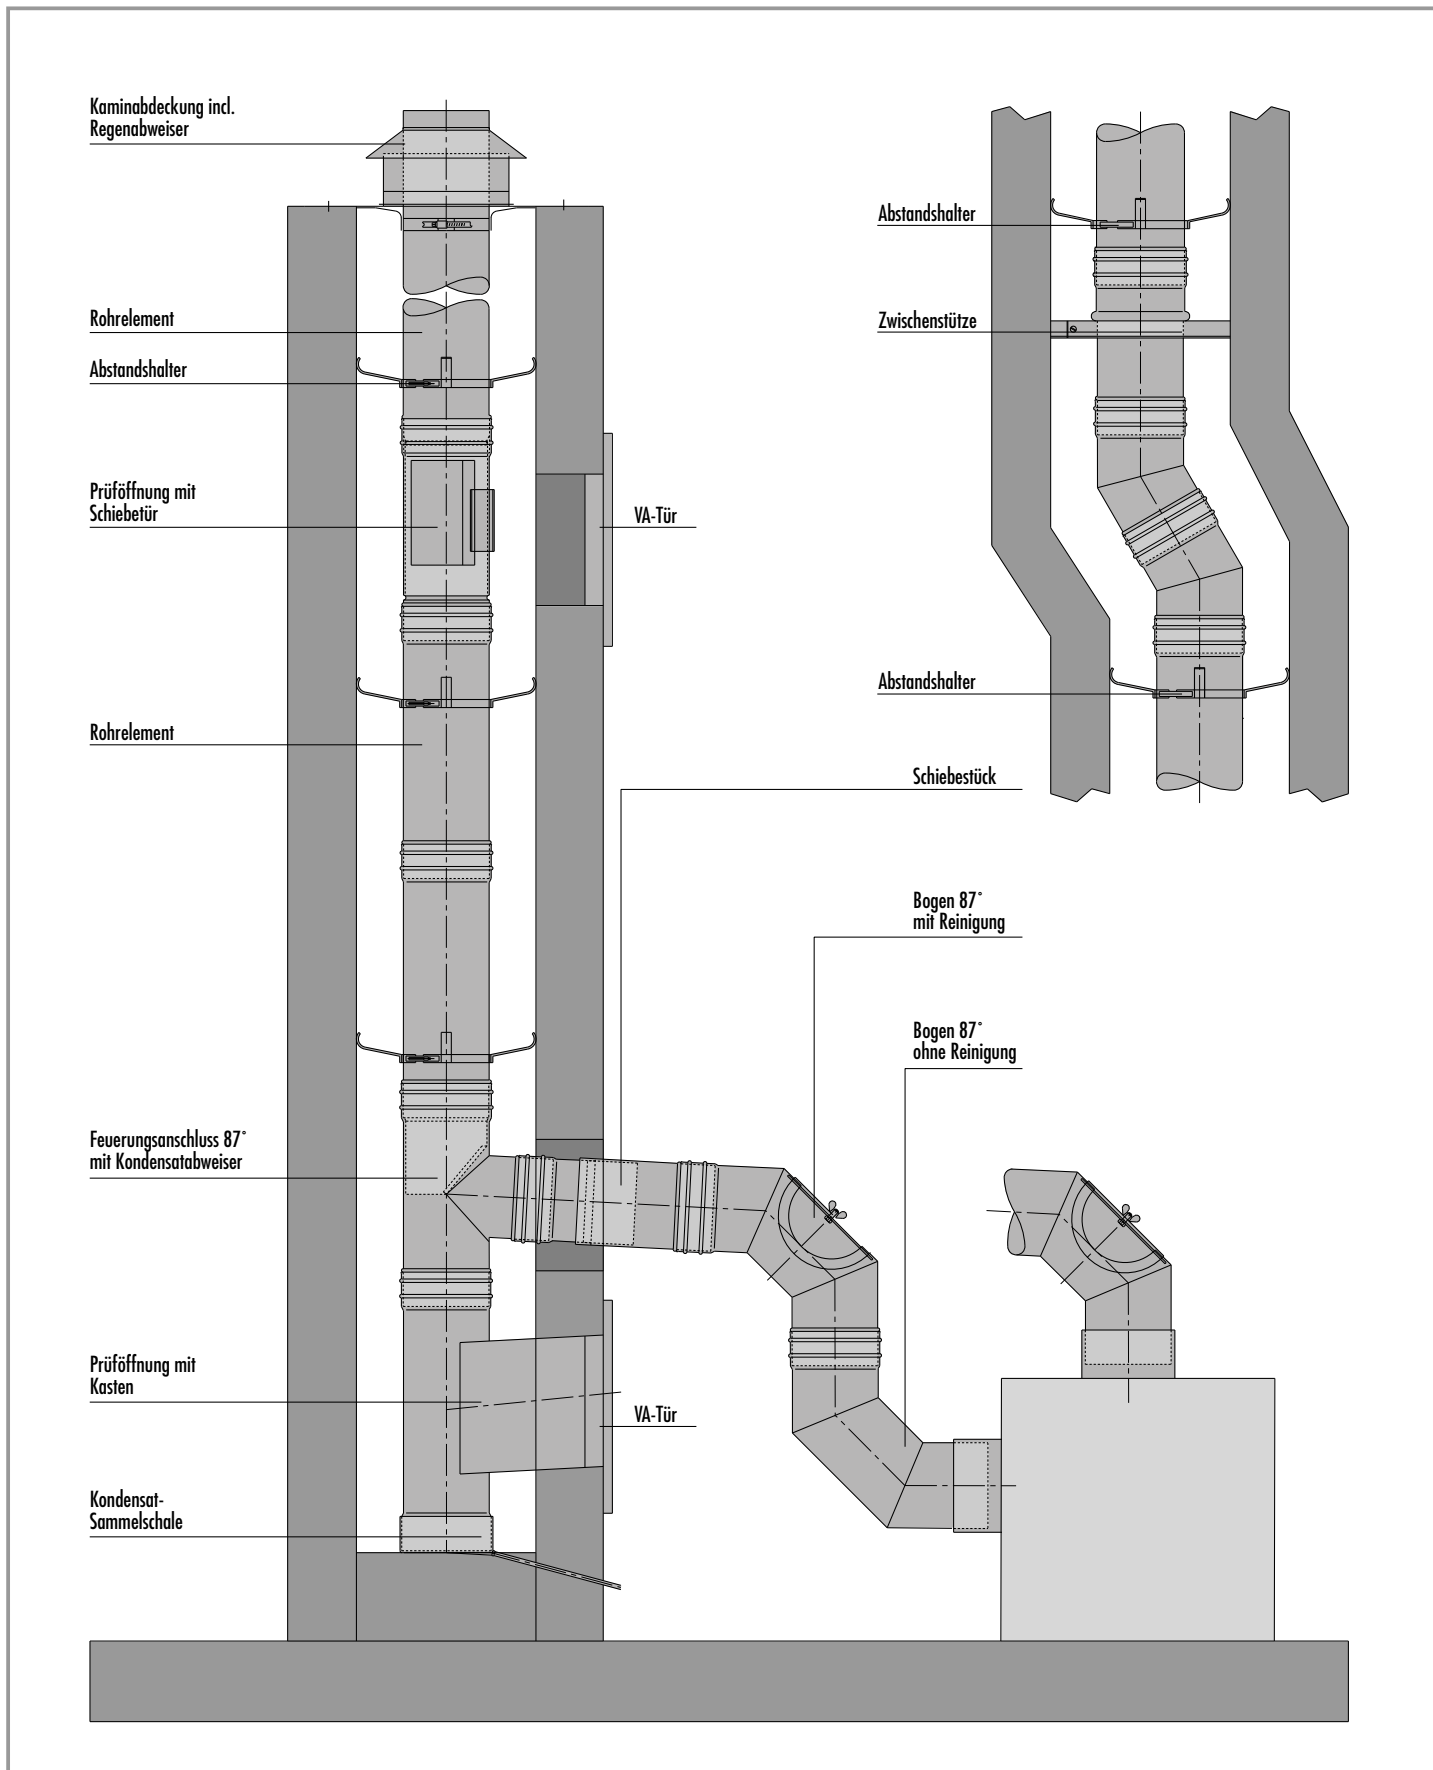 Kaminabdeckung incl.
Regenabweiser
Rohrelement
Abstandshalter
Prüföffnung mit
Schiebetür
VA-Tür
Rohrelement
Feuerungsanschluss 87°
mit Kondensatabweiser
Prüföffnung mit
Kasten
VA-Tür
Kondensat-
Sammelschale
Abstandshalter
Zwischenstütze
Abstandshalter
Schiebestück
Bogen 87°
mit Reinigung
Bogen 87°
ohne Reinigung